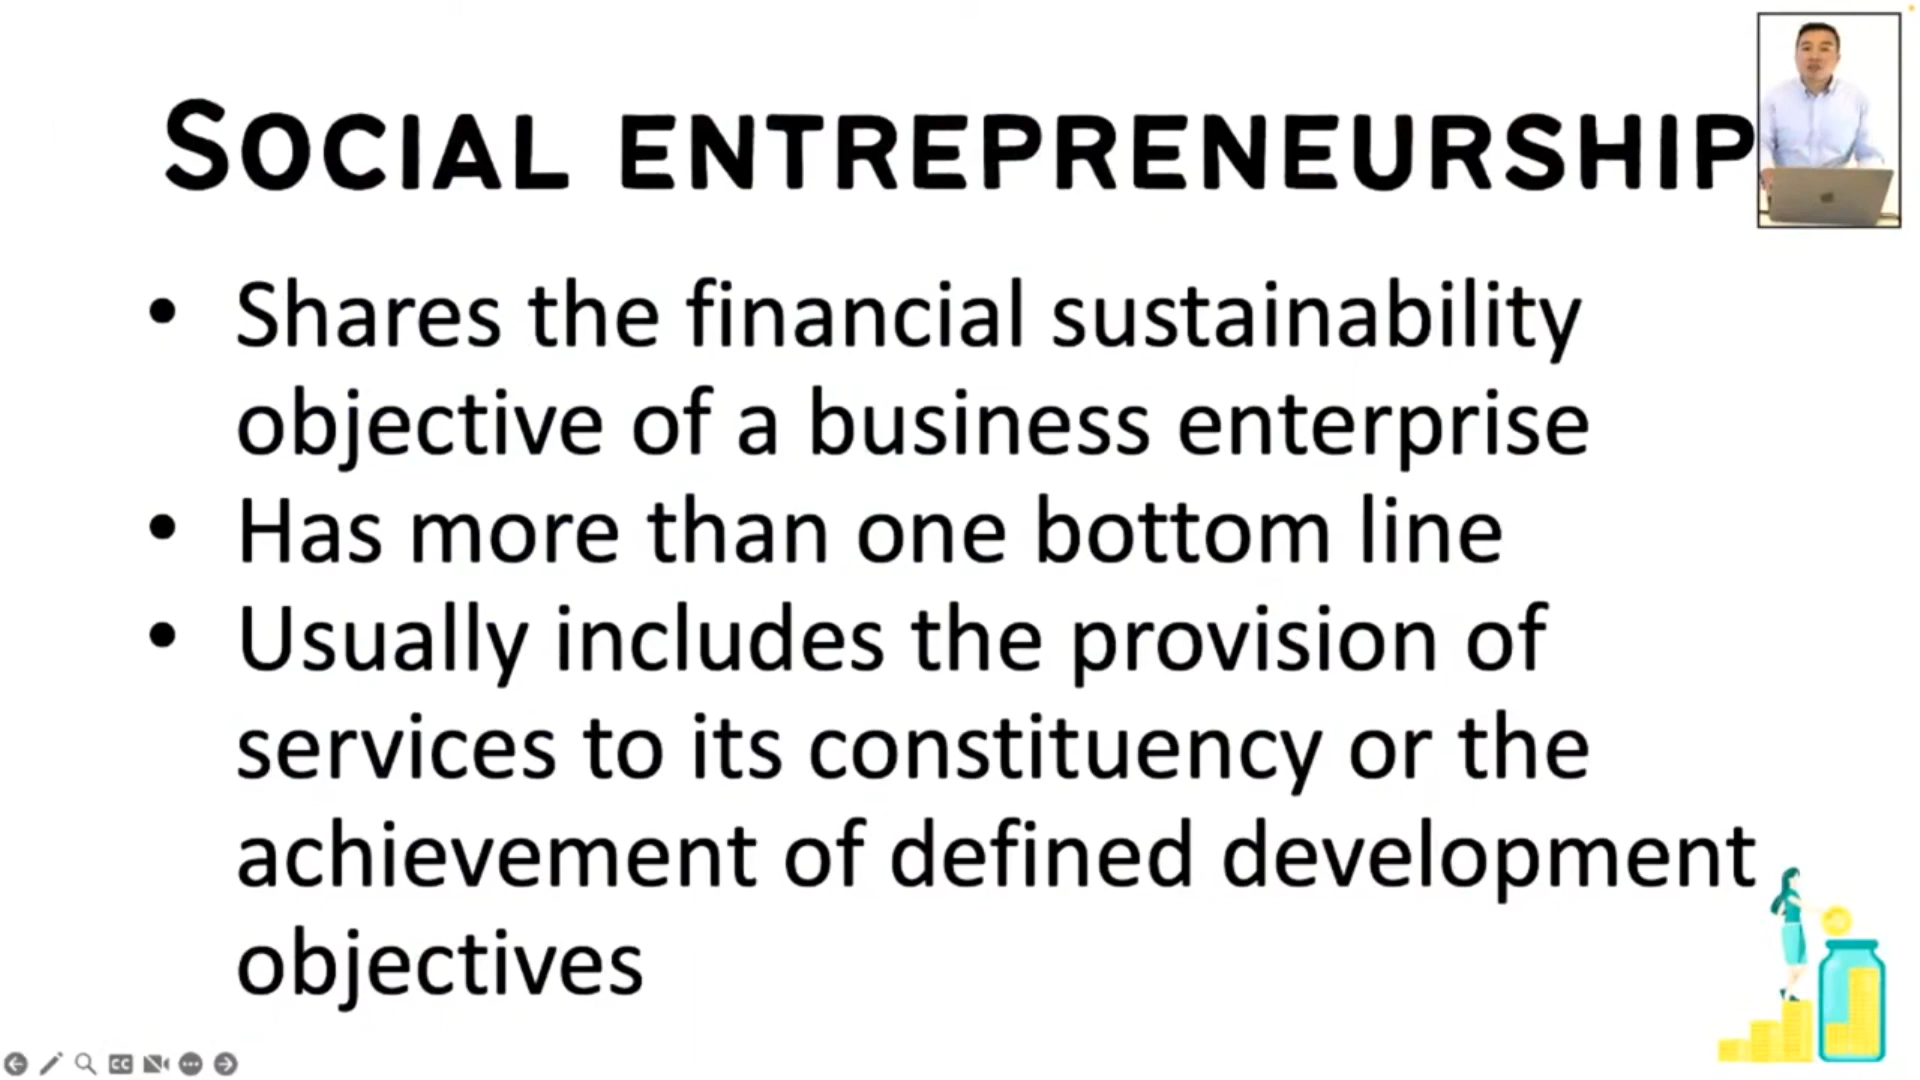 SOCIAL ENTREPRENEURSHIP
• Shares the financial sustainability
objective of a business enterprise
• Has more than one bottom line
• Usually includes the provision of
services to its constituency or the
achievement of defined development
objectives
CC